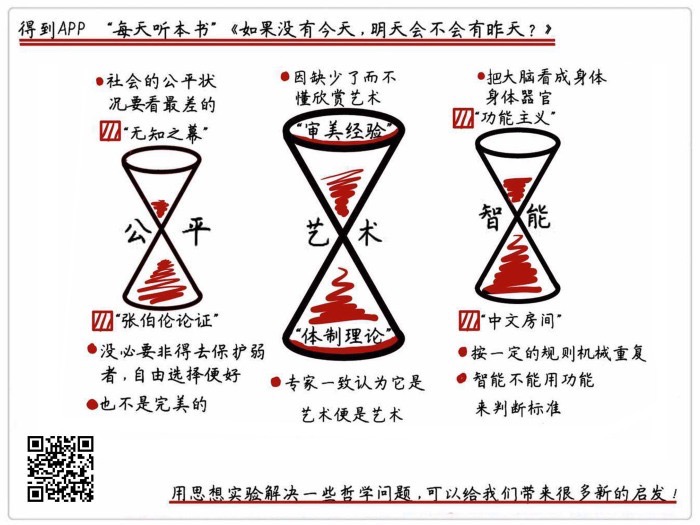 得到APP “每天听本书”《如果没有今天，明天会不会有昨天？》
社会的公平状
况要看最差的
“无知之幕”
公平
“张伯伦论证”
没必要非得去保护弱
者，自由选择便好
也不是完美的
因缺少了而不
懂欣赏艺术
“审美经验”
艺术
“体制理论”
专家一致认为它是
艺术便是艺术
把大脑看成身体
身体器官
“功能主义”
智能
“中文房间”
按一定的规则机械重复
智能不能用功能
来判断标准
用思想实验解决一些哲学问题，可以给我们带来很多新的启发！